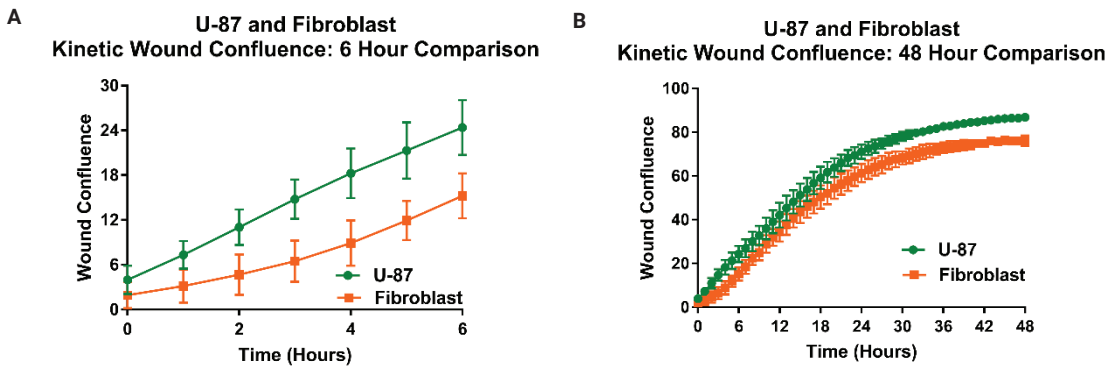 A
U-87 and Fibroblast
Kinetic Wound Confluence: 6 Hour Comparison
Wound Confluence
30
24
18
12
6
0
U-87
Fibroblast
0 2 4 6
Time (Hours)
B
U-87 and Fibroblast
Kinetic Wound Confluence: 48 Hour Comparison
Wound Confluence
100
80
60
40
20
0
U-87
Fibroblast
0 6 12 18 24 30 36 42 48
Time (Hours)